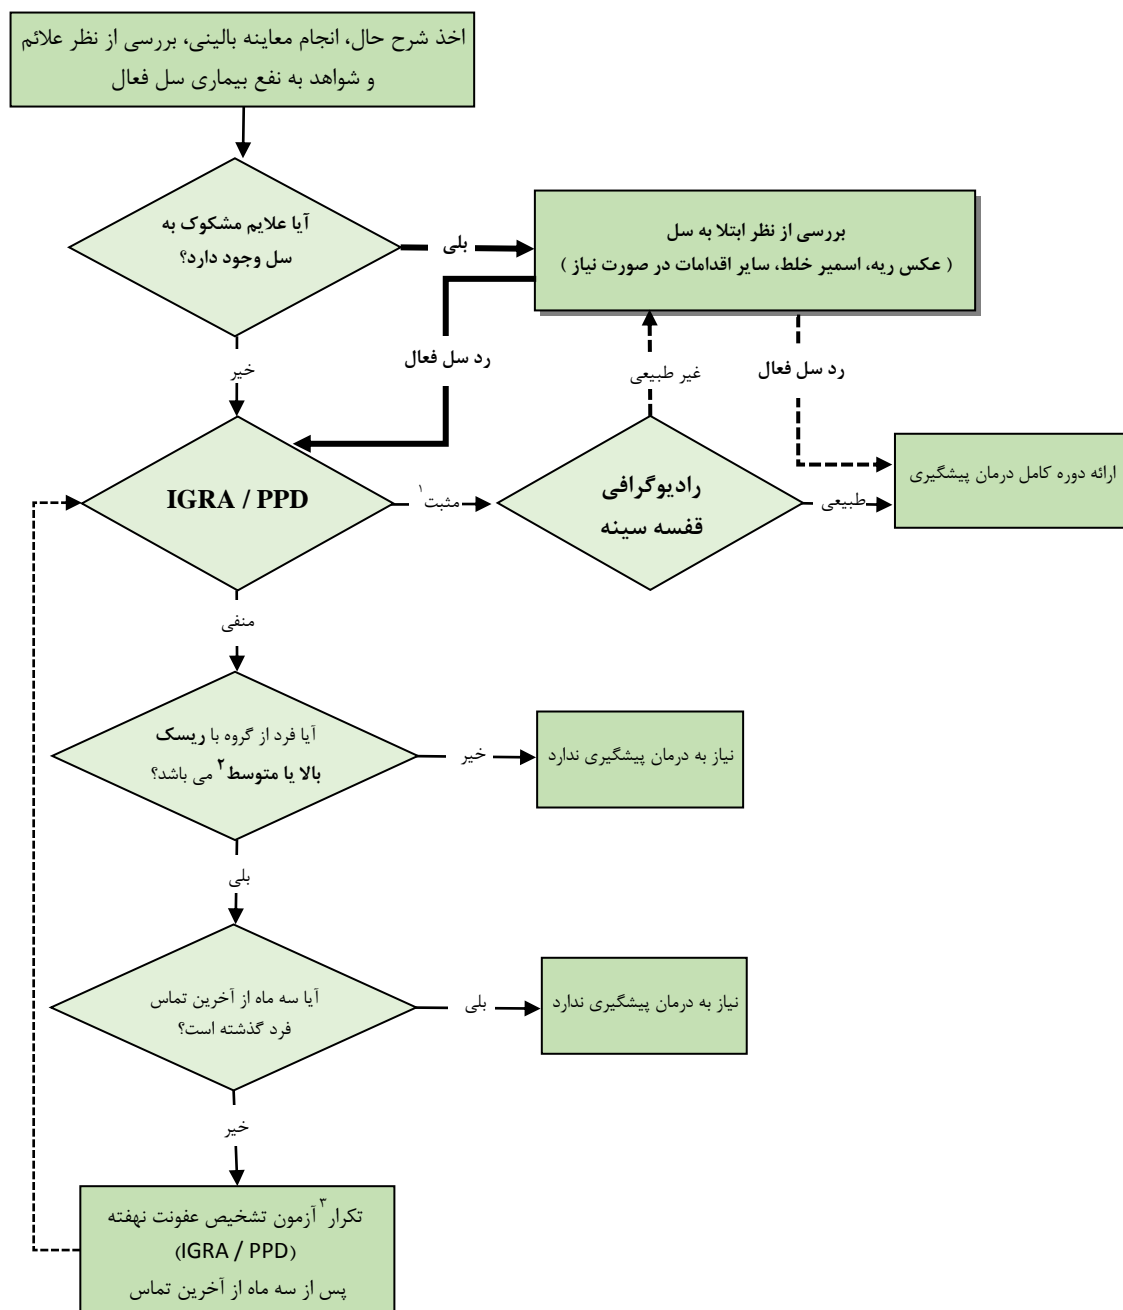 اخذ شرح حال، انجام معاینه بالینی، بررسی از نظر علائم
و شواهد به نفع بیماری سل فعال
آیا علایم مشکوک به
سل وجود دارد؟
بلی
بررسی از نظر ابتلا به سل
( عکس ریه، اسمیر خلط، سایر اقدامات در صورت نیاز )
خیر
رد سل فعال
غیر طبیعی
رد سل فعال
IGRA / PPD
مثبت۱
رادیوگرافی
قفسه سینه
طبیعی
ارائه دوره کامل درمان پیشگیری
منفی
آیا فرد از گروه با ریسک
بالا یا متوسط۲ می باشد؟
خیر
نیاز به درمان پیشگیری ندارد
بلی
آیا سه ماه از آخرین تماس
فرد گذشته است؟
بلی
نیاز به درمان پیشگیری ندارد
خیر
تکرار۳ آزمون تشخیص عفونت نهفته
(IGRA / PPD)
پس از سه ماه از آخرین تماس